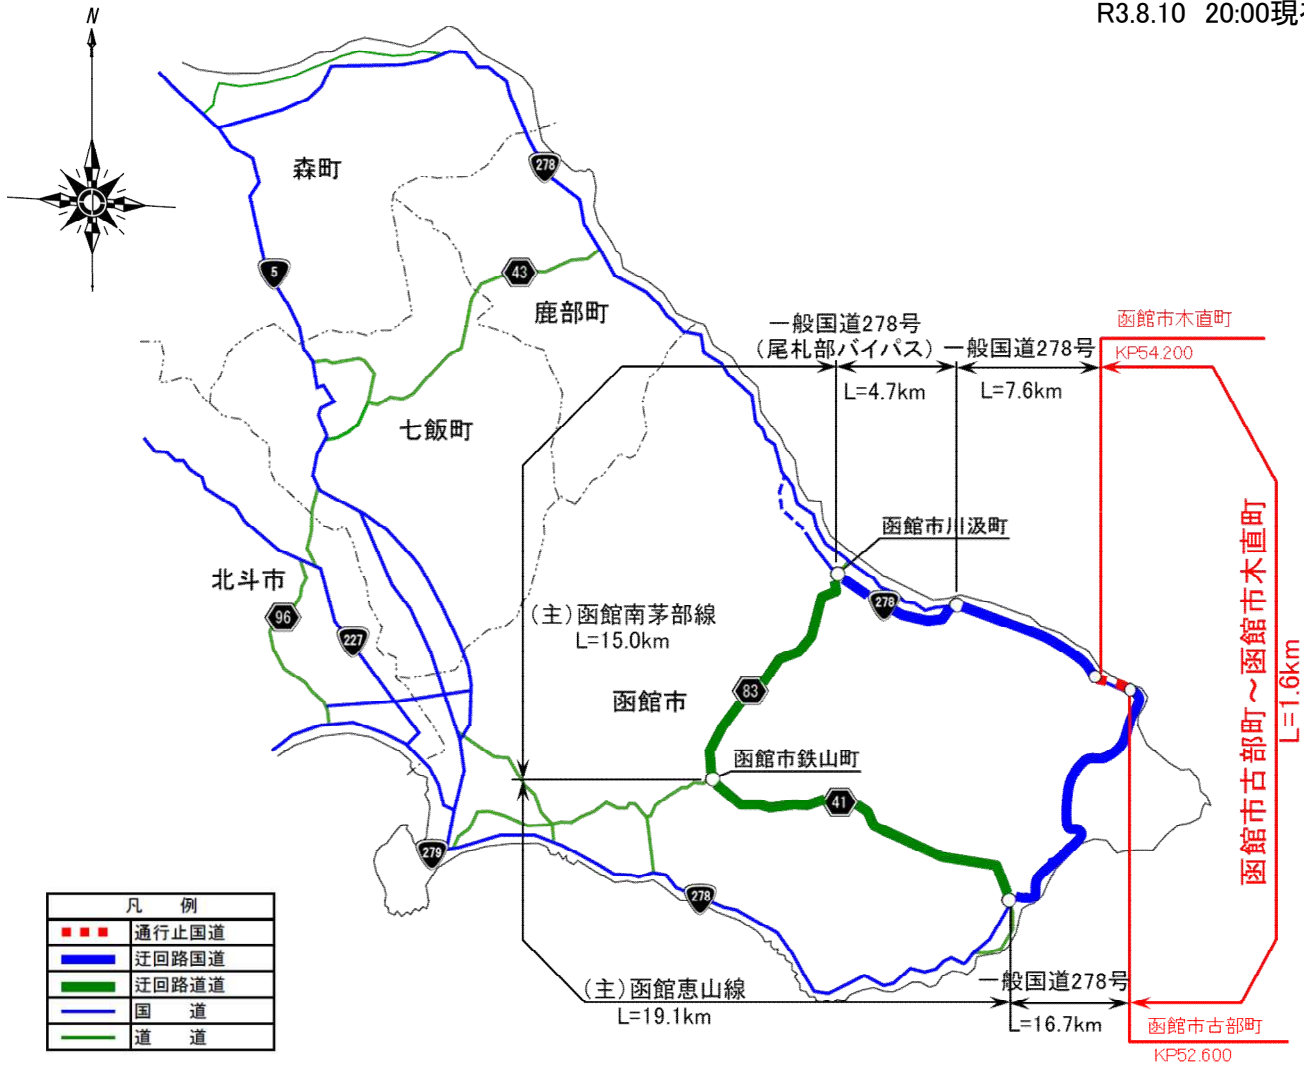 R3.8.10 20:00現
N
森町
278
5
43
鹿部町
一般国道278号
(尾札部バイパス)
一般国道278号
函館市木直町
KP54.200
L=4.7km
L=7.6km
七飯町
函館市川汲町
函館市古部町～函館市木直町
L=1.6km
北斗市
96
227
(主)函館南茅部線
L=15.0km
278
83
函館市
函館市鉄山町
41
279
278
凡 例
通行止国道
迂回路国道
迂回路道道
国 道
道 道
(主)函館恵山線
L=19.1km
一般国道278号
L=16.7km
函館市古部町
KP52.600